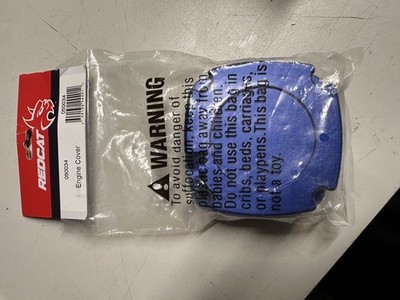 REDCAT
050034
050034
Engine Cover
WARNING
To avoid danger of
suffocation, keep this
plastic bag away from
babies and children.
Do not use this bag in
cribs, beds, carriages,
or playpens. This bag is
not a toy.